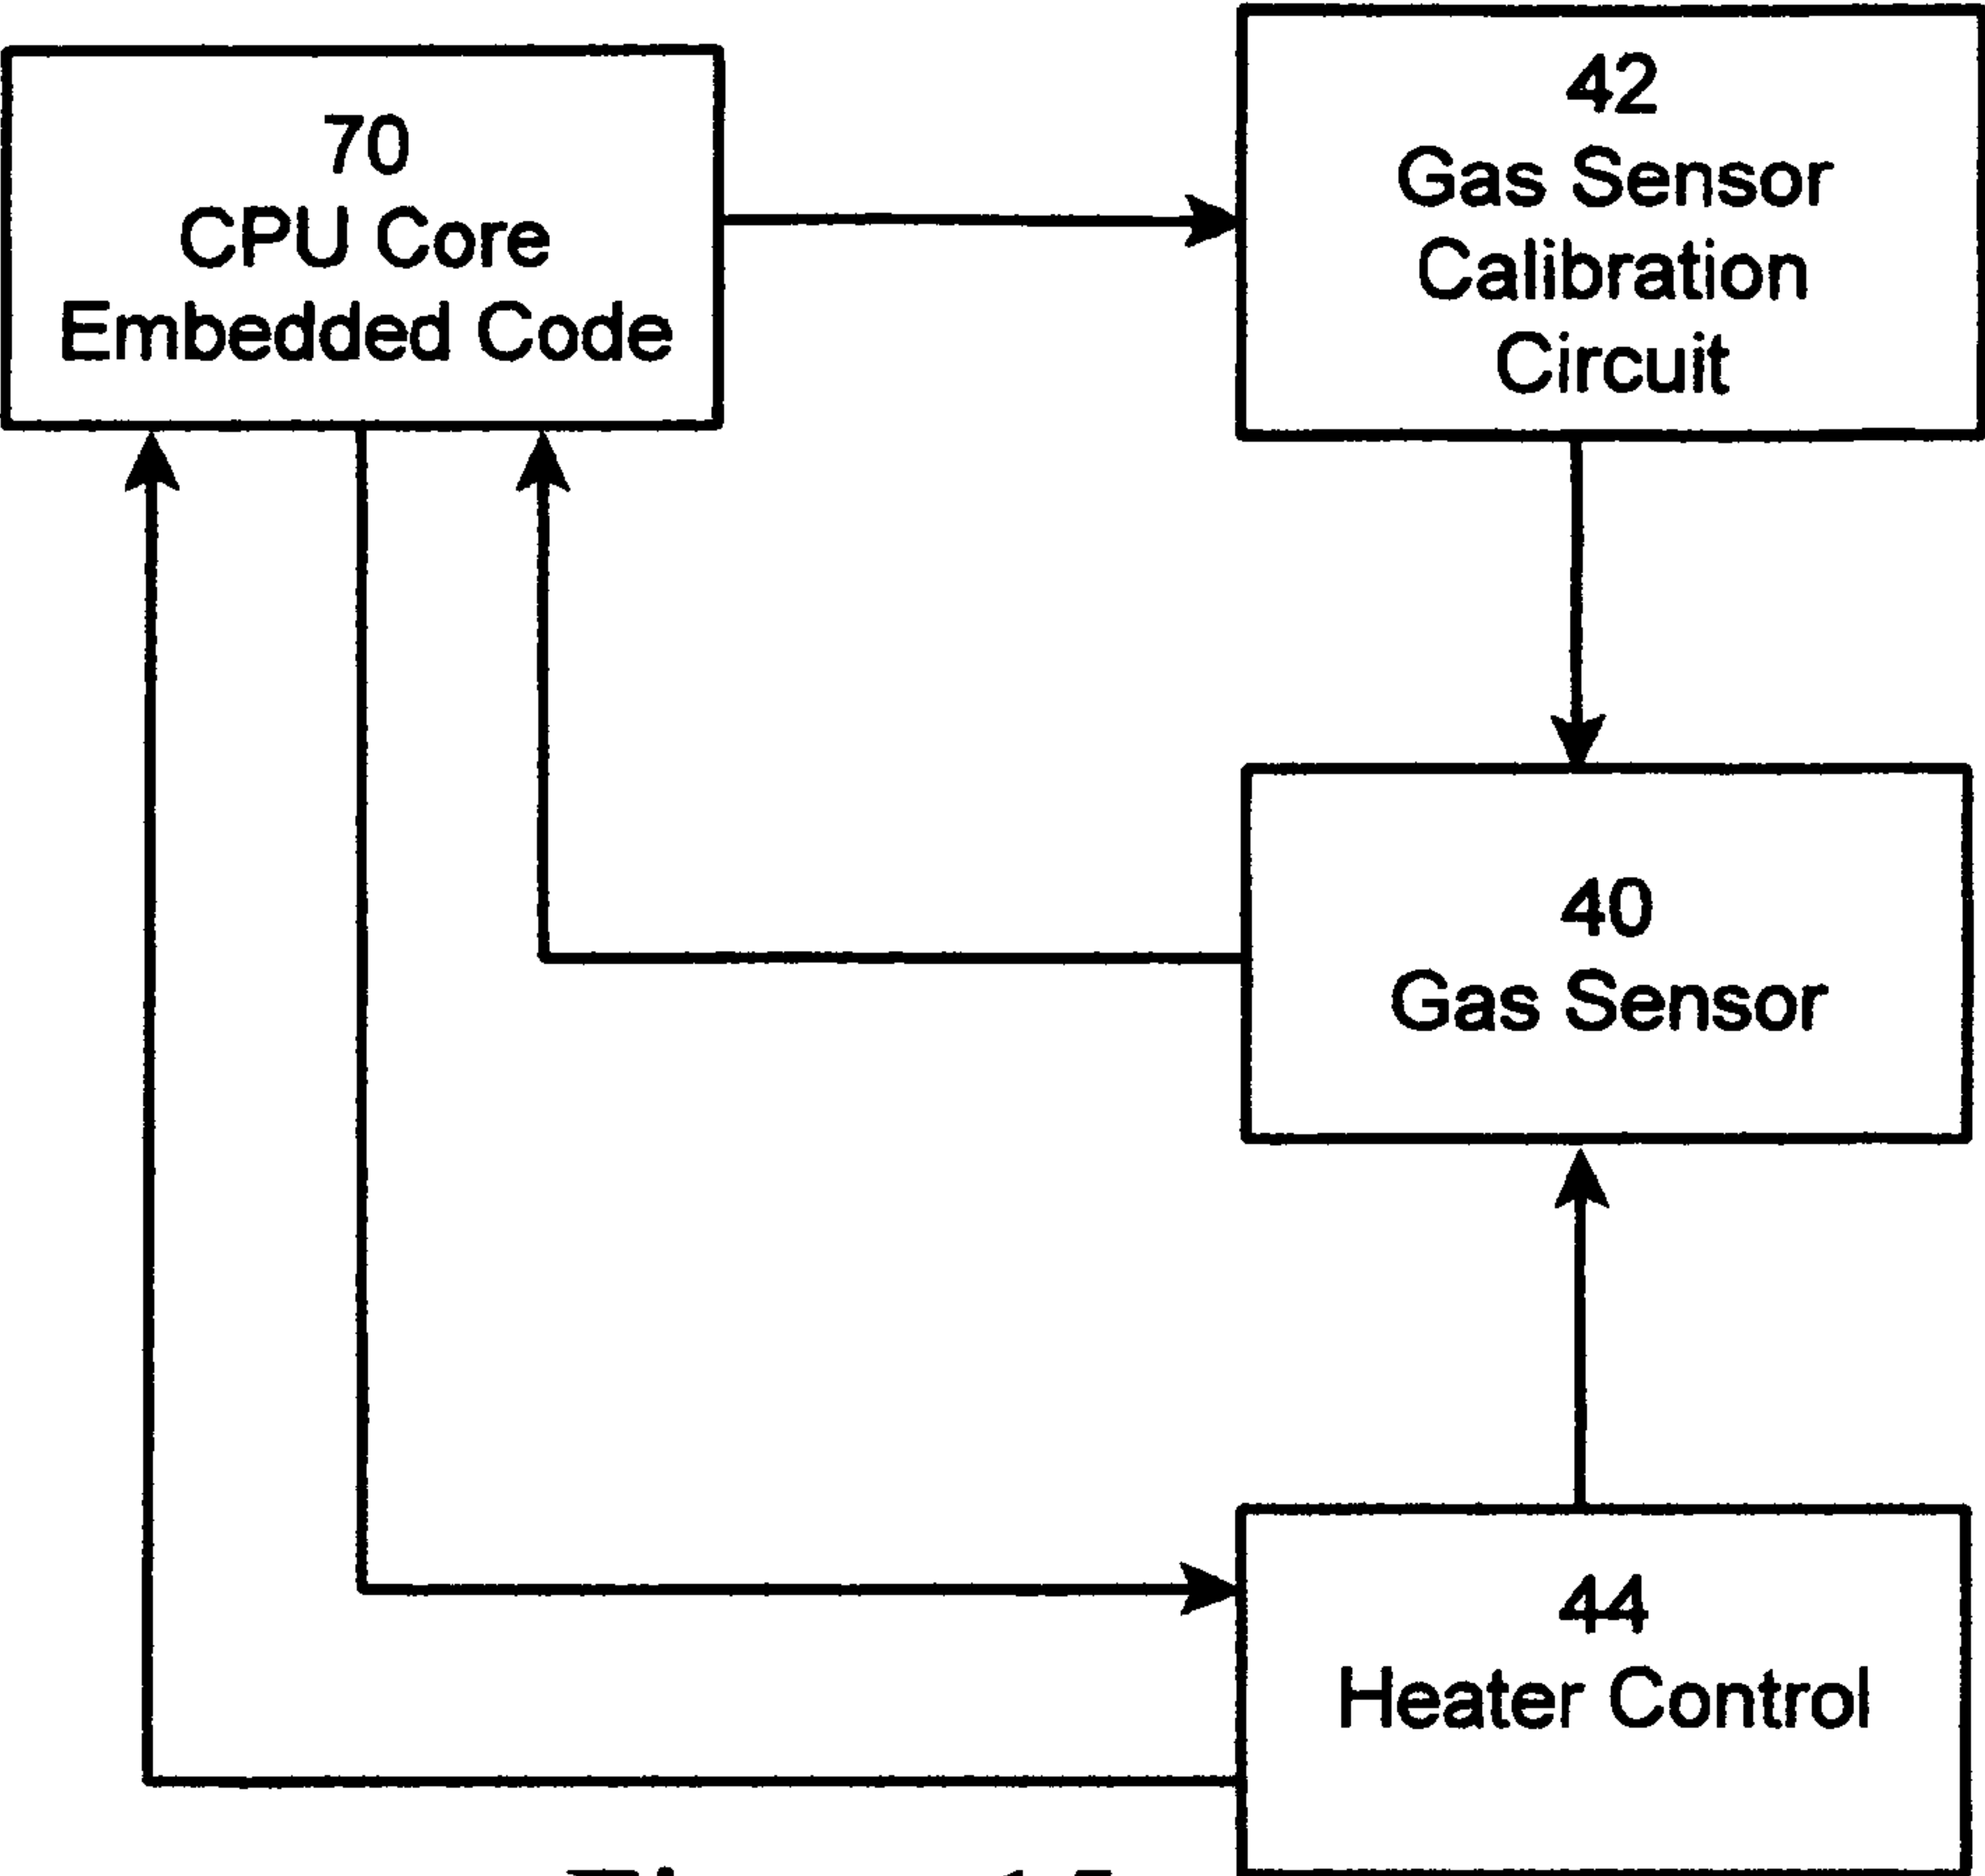 70
CPU Core
Embedded Code
42
Gas Sensor
Calibration
Circuit
40
Gas Sensor
44
Heater Control